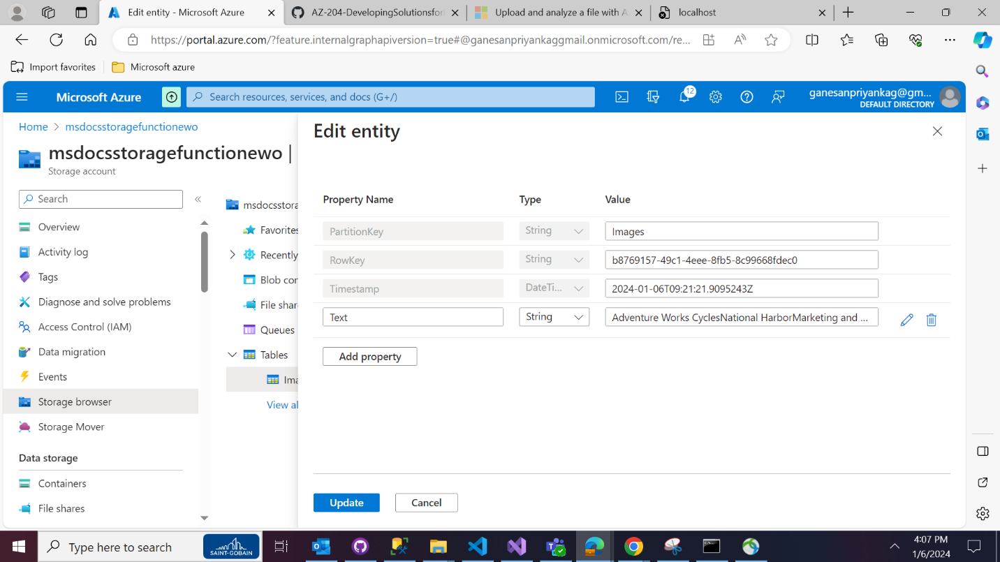 Edit entity - Microsoft Azure
AZ-204-DevelopingSolutionsfor
Upload and analyze a file with A
localhost
https://portal.azure.com/?feature.internalgraphapiversion=true#@ganesanpriyankaggmail.onmicrosoft.com/re...
Import favorites
Microsoft azure
Microsoft Azure
Search resources, services, and docs (G+/)
12
ganesanpriyankag@gm...
DEFAULT DIRECTORY
Home > msdocsstoragefunctionewo
msdocsstoragefunctionewo |
Storage account
Search
Overview
Activity log
Tags
Diagnose and solve problems
Access Control (IAM)
Data migration
Events
Storage browser
Storage Mover
Data storage
Containers
File shares
msdocsstora
Favorites
Recently
Blob con
File shar
Queues
Tables
Ima
View al
Edit entity
Property Name Type Value
PartitionKey String Images
RowKey String b8769157-49c1-4eee-8fb5-8c99668fdec0
Timestamp DateTi... 2024-01-06T09:21:21.9095243Z
Text String Adventure Works CyclesNational HarborMarketing and ...
Add property
Update Cancel
Type here to search
SAINT-GOBAIN
4:07 PM
1/6/2024